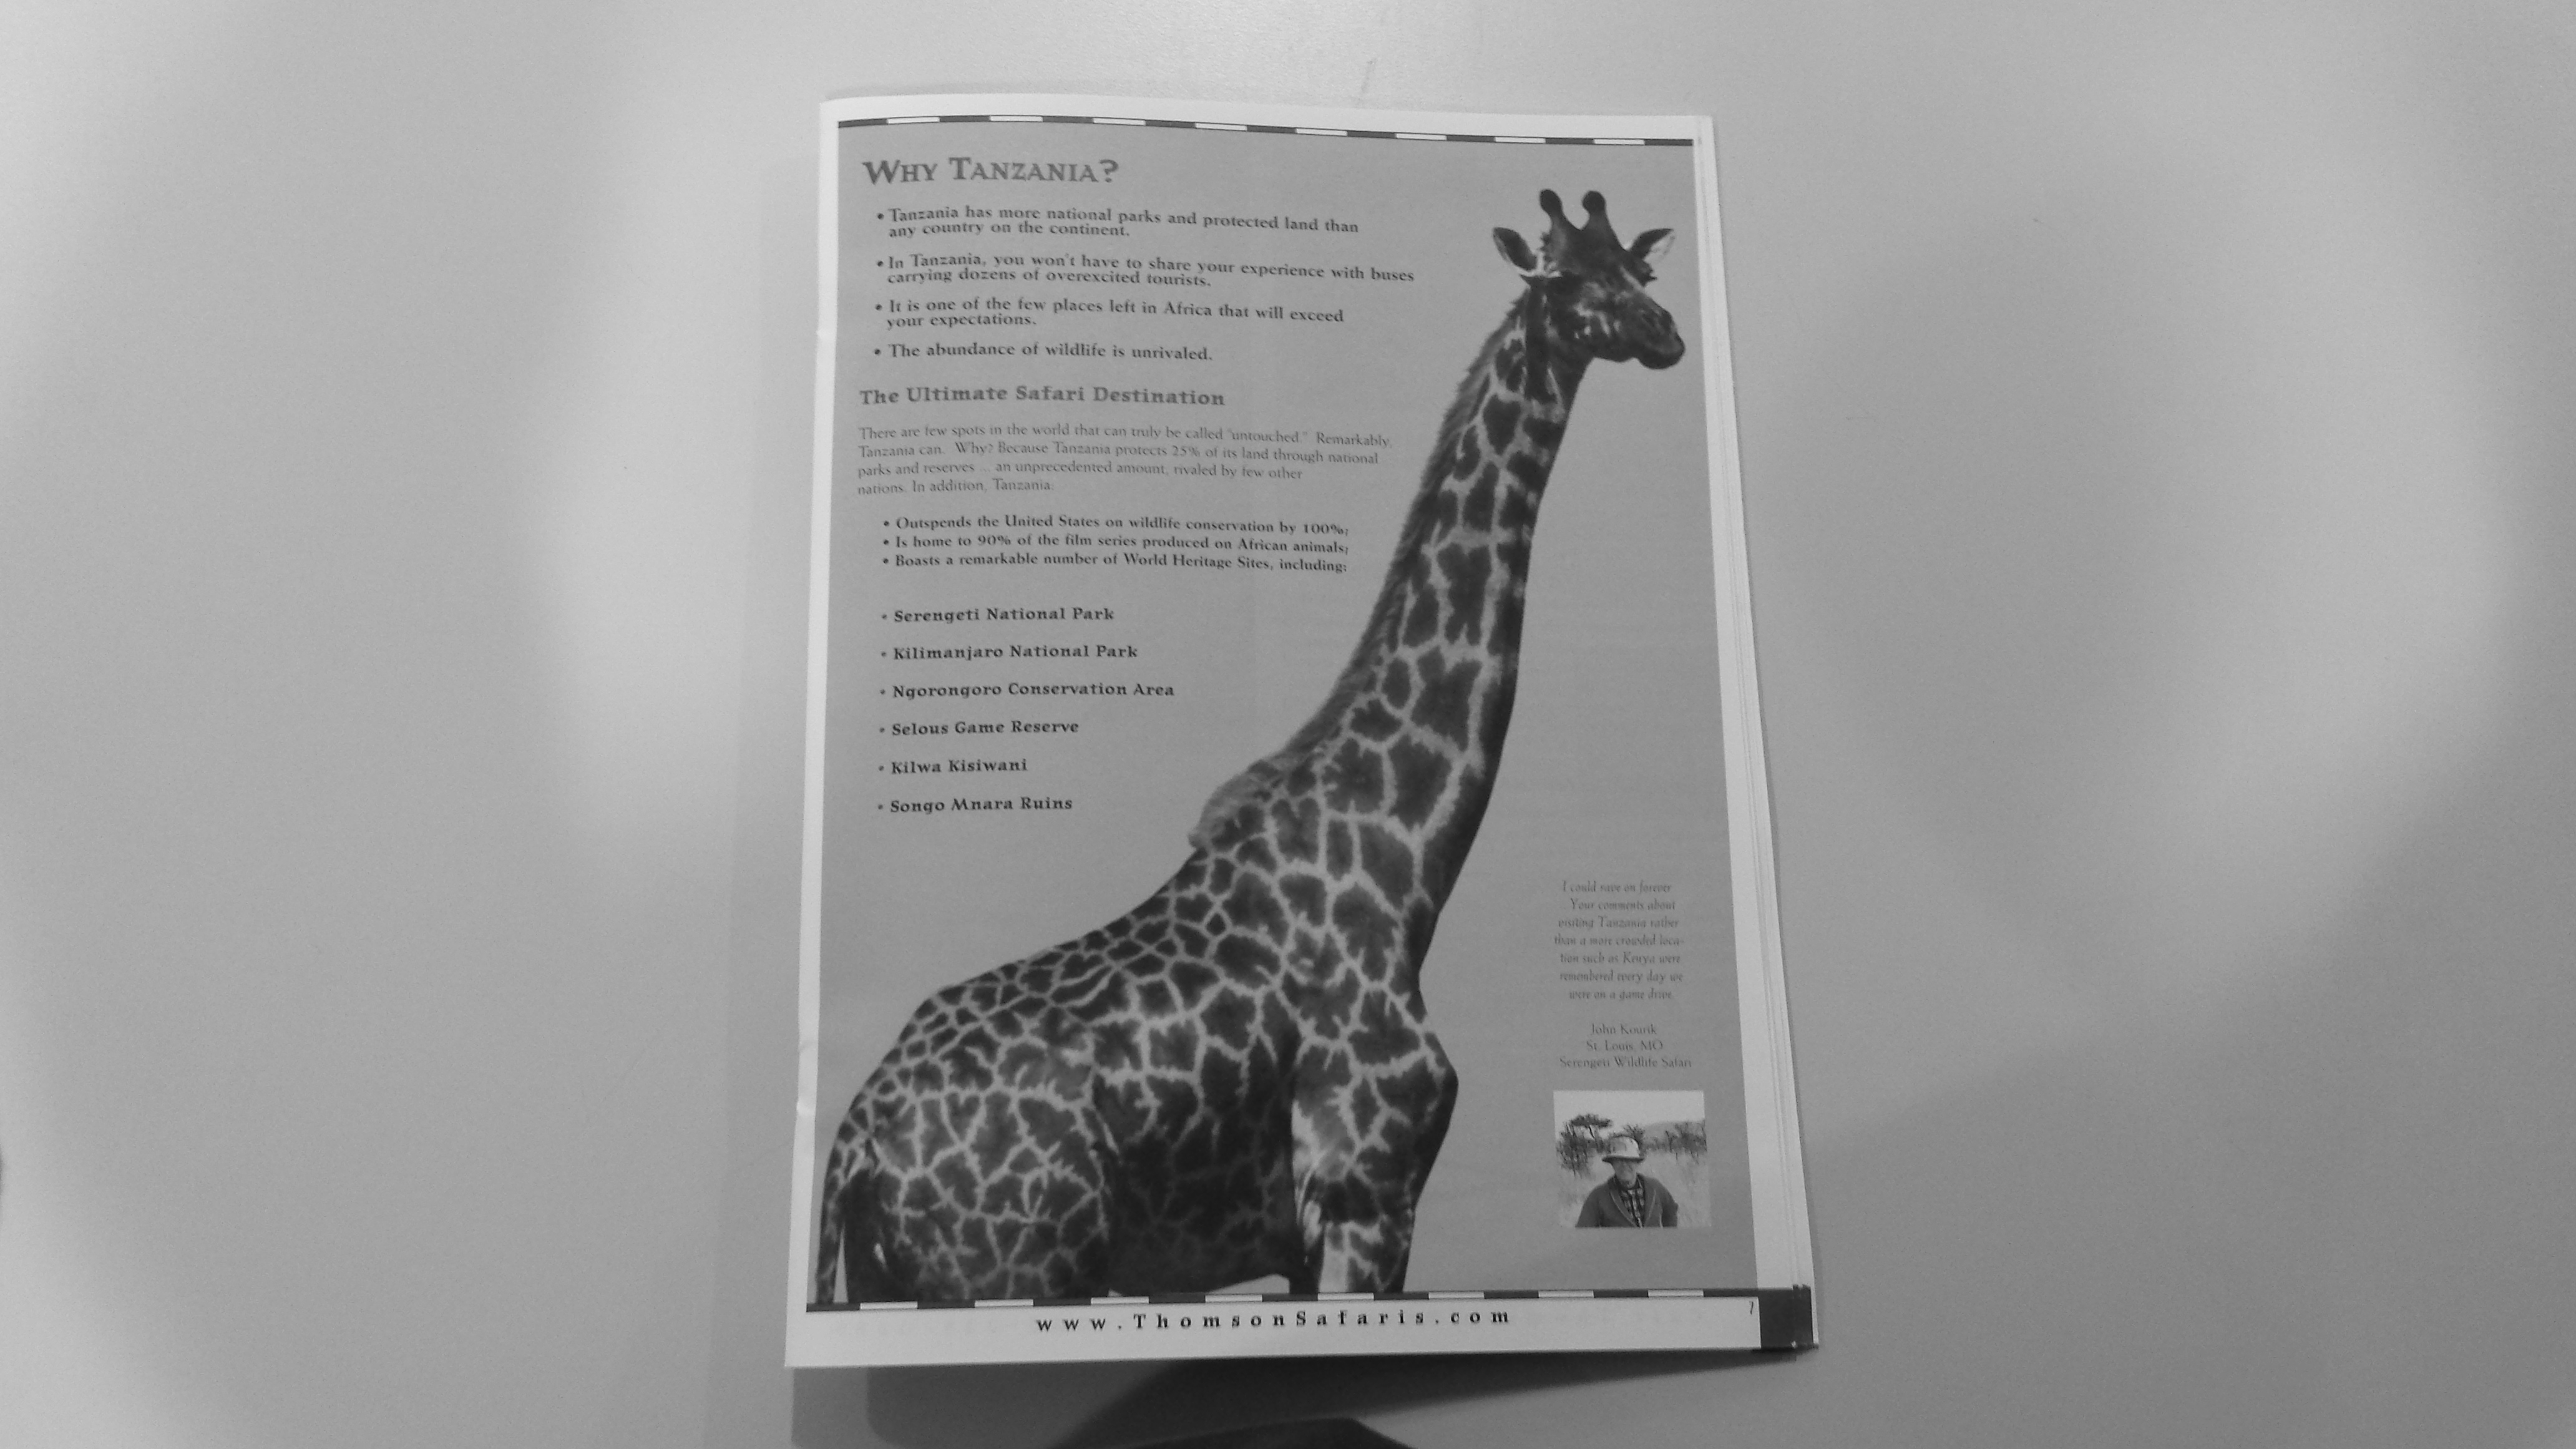 WHY TANZANIA?
• Tanzania has more national parks and protected land than
any country on the continent.
• In Tanzania, you won't have to share your experience with buses
carrying dozens of overexcited tourists.
• It is one of the few places left in Africa that will exceed
your expectations.
• The abundance of wildlife is unrivaled.
The Ultimate Safari Destination
There are few spots in the world that can truly be called "untouched." Remarkably,
Tanzania can. Why? Because Tanzania protects 25% of its land through national
parks and reserves ... an unprecedented amount, rivaled by few other
nations. In addition, Tanzania:
• Outspends the United States on wildlife conservation by 100%;
• Is home to 90% of the film series produced on African animals;
• Boasts a remarkable number of World Heritage Sites, including:
• Serengeti National Park
• Kilimanjaro National Park
• Ngorongoro Conservation Area
• Selous Game Reserve
• Kilwa Kisiwani
• Songo Mnara Ruins
I could rave on forever
Your comments about
visiting Tanzania rather
than a more crowded loca-
tion such as Kenya were
remembered every day we
were on a game drive.
John Kourik
St. Louis, MO
Serengeti Wildlife Safari
www.ThomsonSafaris.com
7